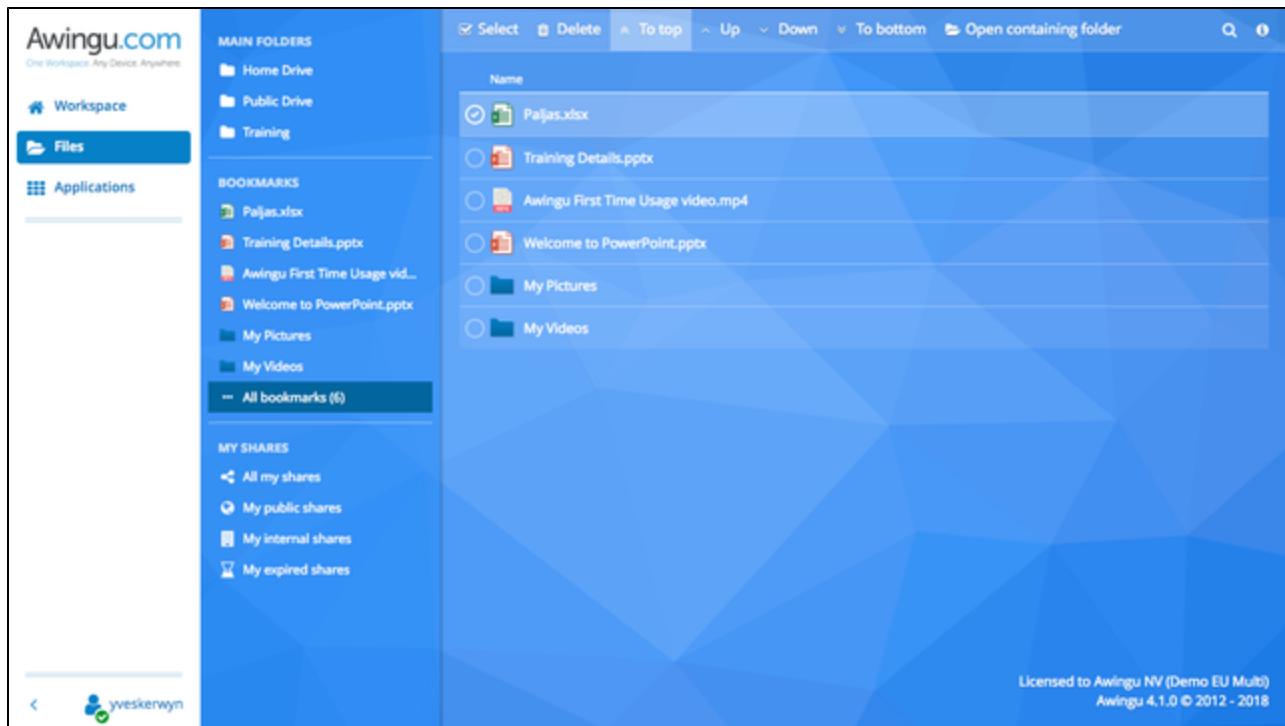 Awingu.com
One Workspace. Any Device. Anywhere.
Workspace
Files
Applications
yveskerwyn
MAIN FOLDERS
Home Drive
Public Drive
Training
BOOKMARKS
Paljas.xlsx
Training Details.pptx
Awingu First Time Usage vid...
Welcome to PowerPoint.pptx
My Pictures
My Videos
All bookmarks (6)
MY SHARES
All my shares
My public shares
My internal shares
My expired shares
Select Delete To top Up Down To bottom Open containing folder
Name
Paljas.xlsx
Training Details.pptx
Awingu First Time Usage video.mp4
Welcome to PowerPoint.pptx
My Pictures
My Videos
Licensed to Awingu NV (Demo EU Multi)
Awingu 4.1.0 © 2012 - 2018